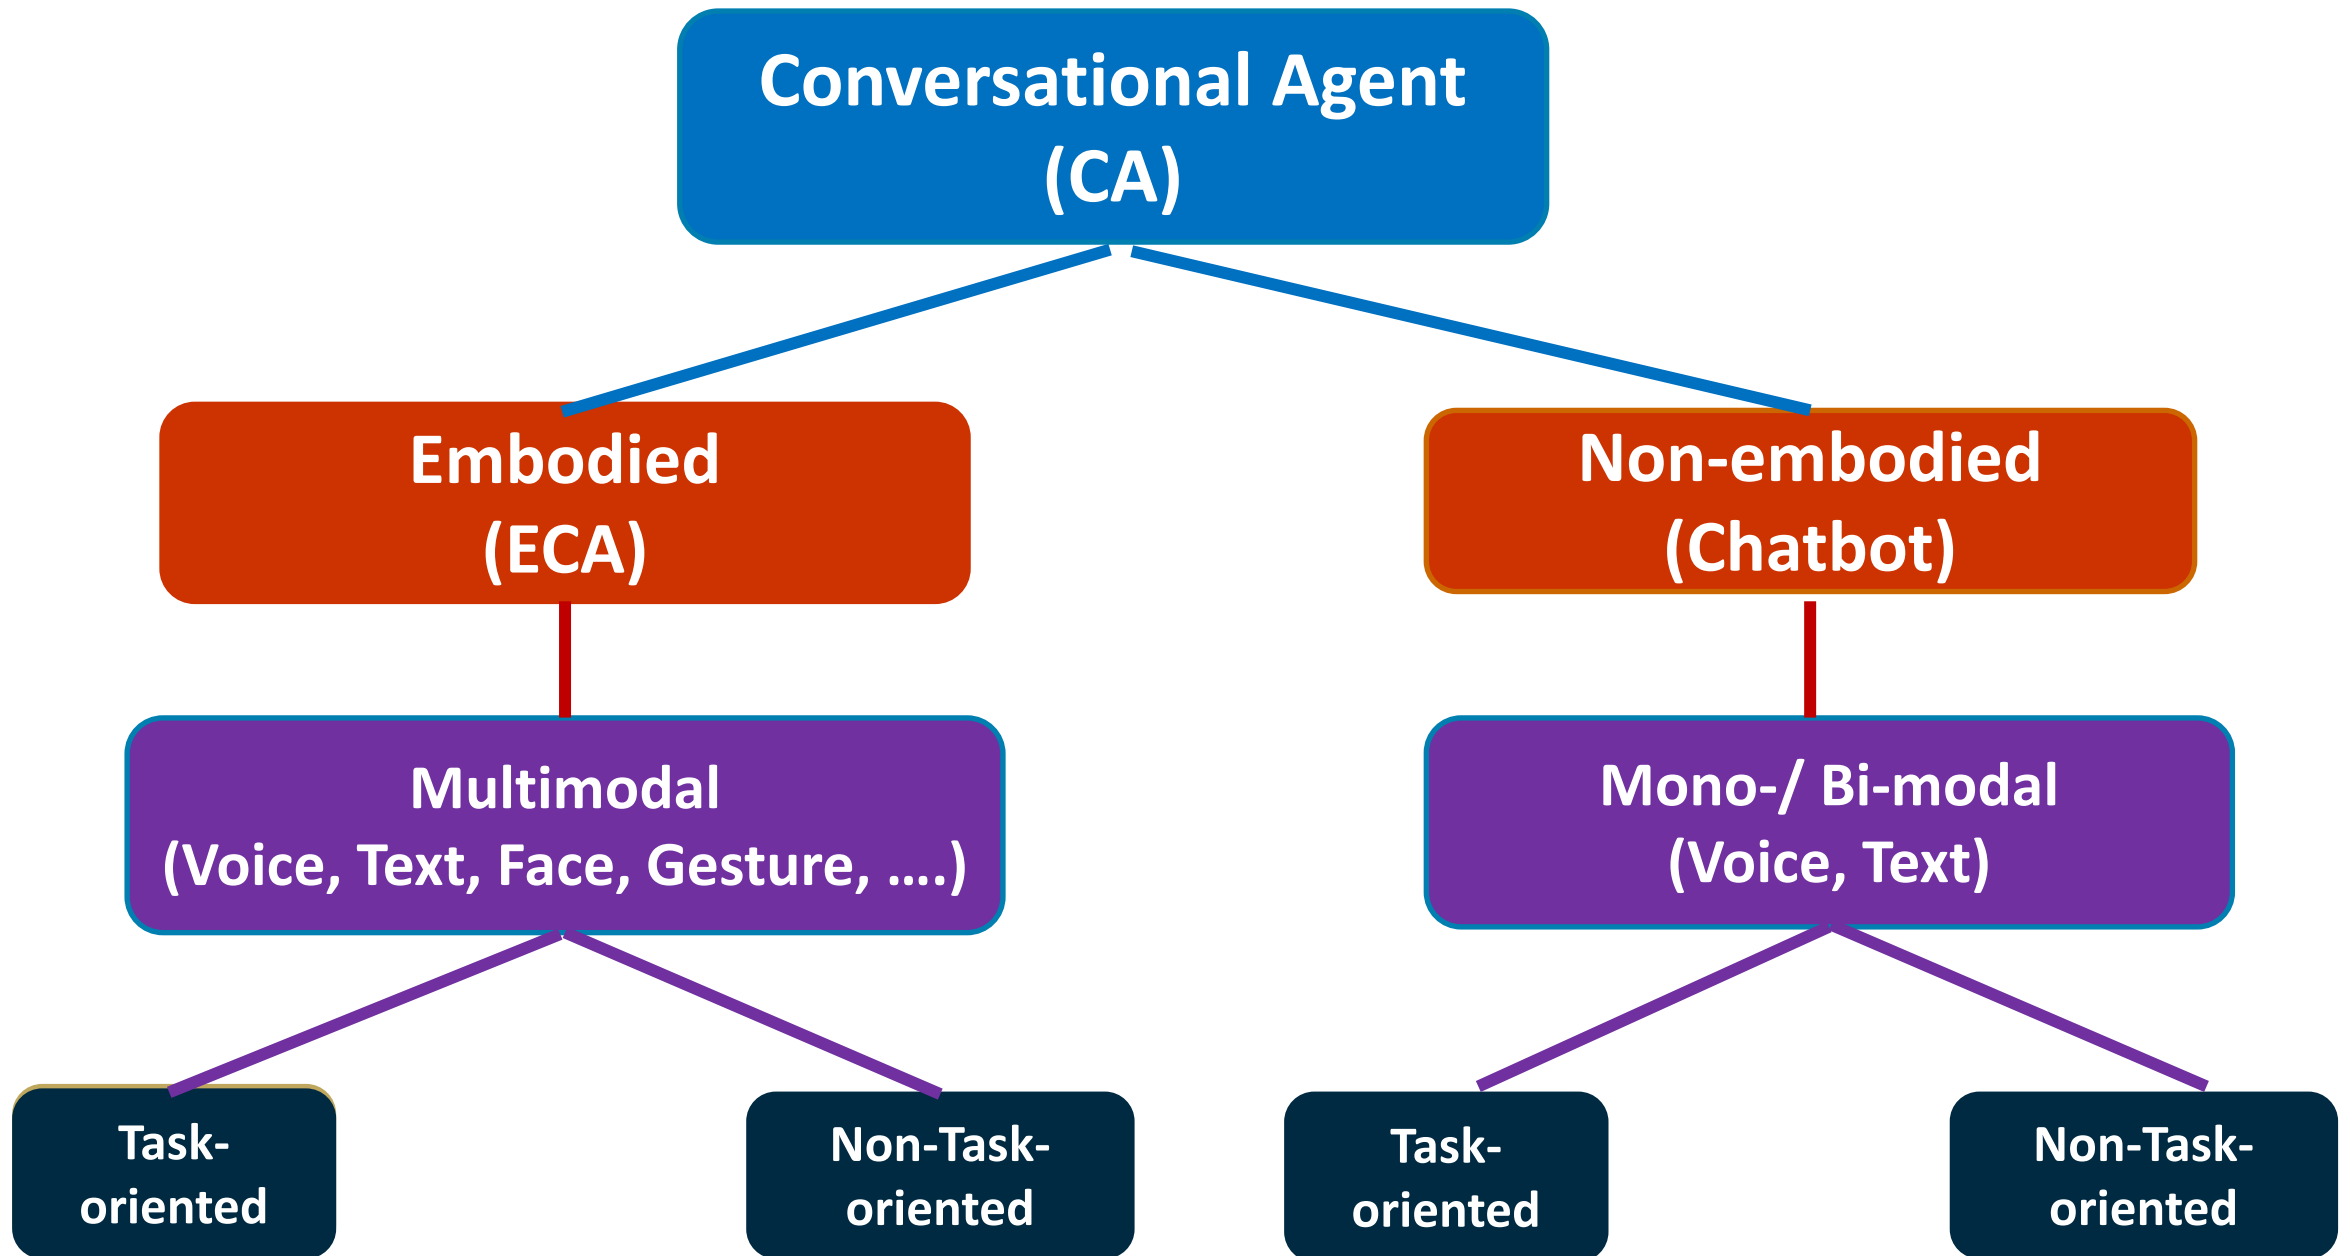 Conversational Agent
(CA)
Embodied
(ECA)
Non-embodied
(Chatbot)
Multimodal
(Voice, Text, Face, Gesture, ....)
Mono-/ Bi-modal
(Voice, Text)
Task-
oriented
Non-Task-
oriented
Task-
oriented
Non-Task-
oriented